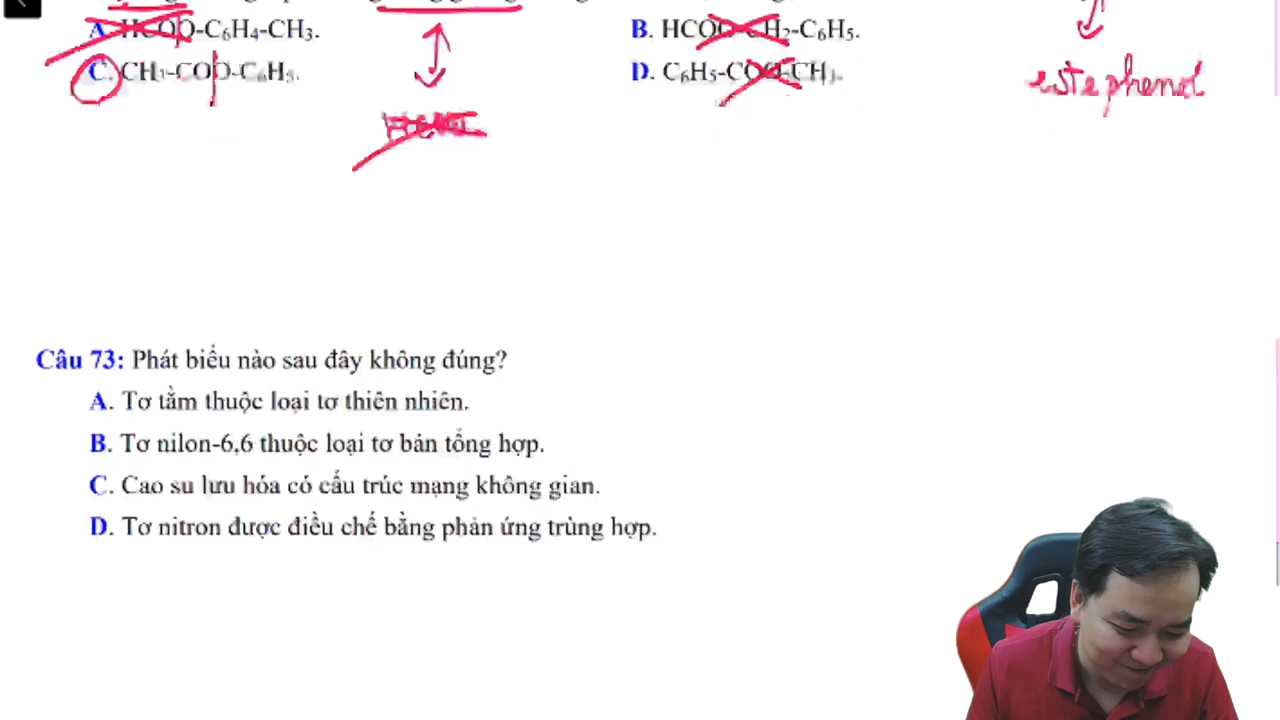 A. HCOO-C₆H₄-CH₃.
B. HCOO-CH₂-C₆H₅.
C. CH₃-COO-C₆H₅.
D. C₆H₅-COO-CH₃.
este phenol
Câu 73: Phát biểu nào sau đây không đúng?
A. Tơ tằm thuộc loại tơ thiên nhiên.
B. Tơ nilon-6,6 thuộc loại tơ bán tổng hợp.
C. Cao su lưu hóa có cấu trúc mạng không gian.
D. Tơ nitron được điều chế bằng phản ứng trùng hợp.